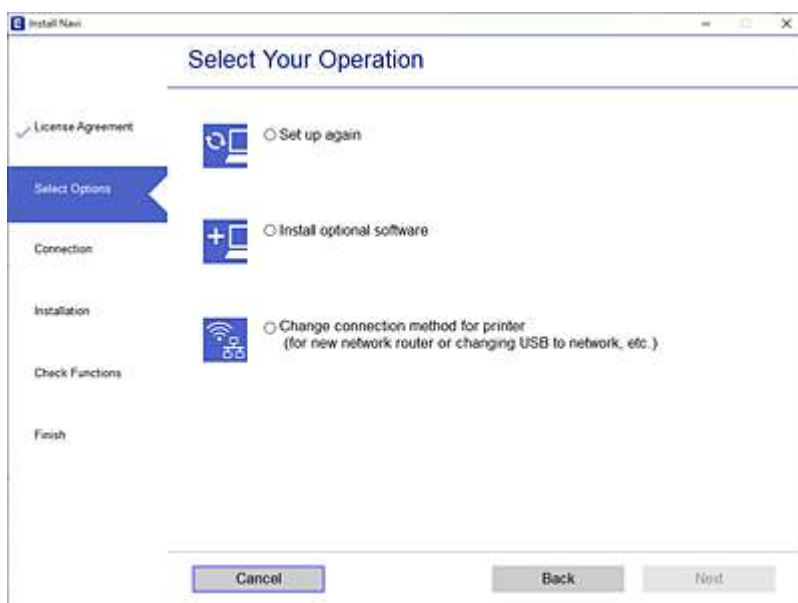 Install Navi
Select Your Operation
License Agreement
Select Options
Connection
Installation
Check Functions
Finish
Set up again
Install optional software
Change connection method for printer
(for new network router or changing USB to network, etc.)
Cancel
Back
Next